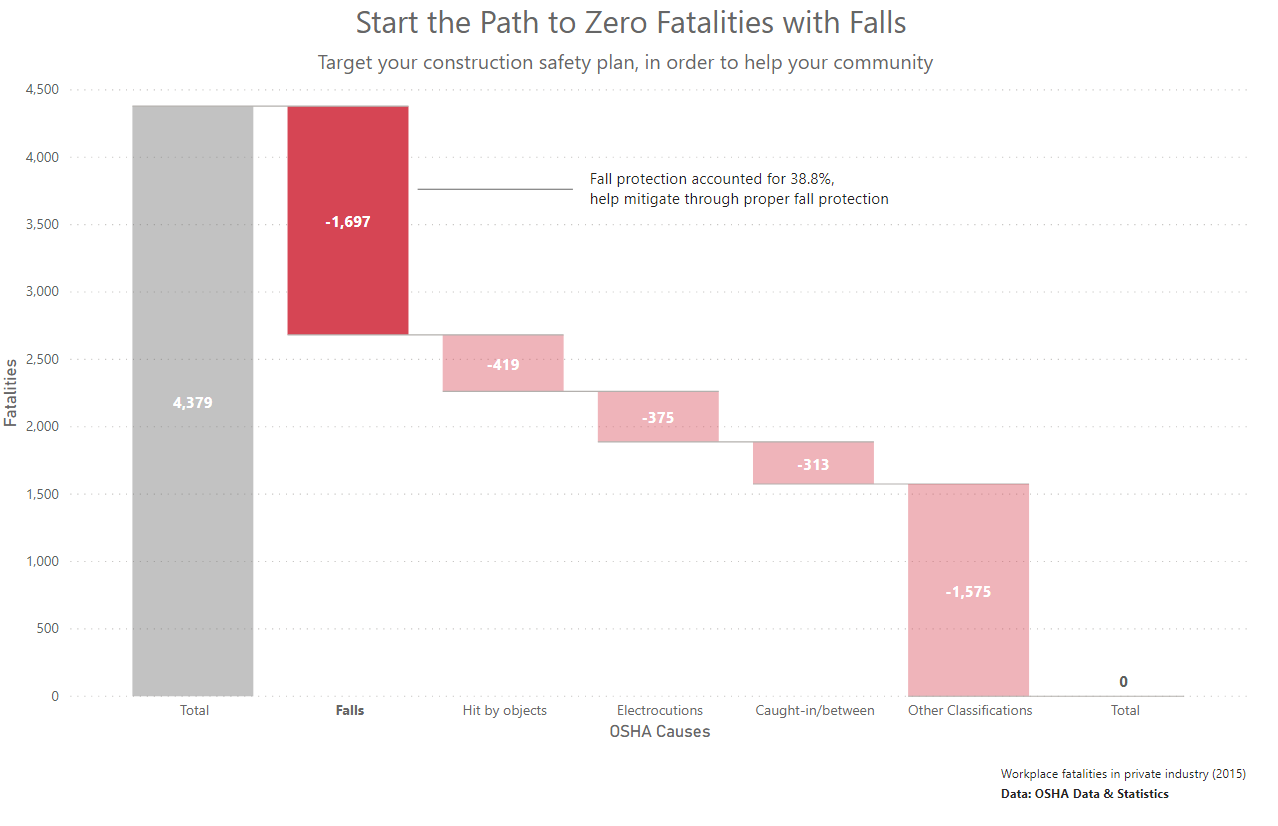 Start the Path to Zero Fatalities with Falls
Target your construction safety plan, in order to help your community
4,500
4,000
3,500
3,000
2,500
2,000
1,500
1,000
500
0
Fatalities
4,379
-1,697
Fall protection accounted for 38.8%,
help mitigate through proper fall protection
-419
-375
-313
-1,575
0
Total
Falls
Hit by objects
Electrocutions
Caught-in/between
Other Classifications
Total
OSHA Causes
Workplace fatalities in private industry (2015)
Data: OSHA Data & Statistics